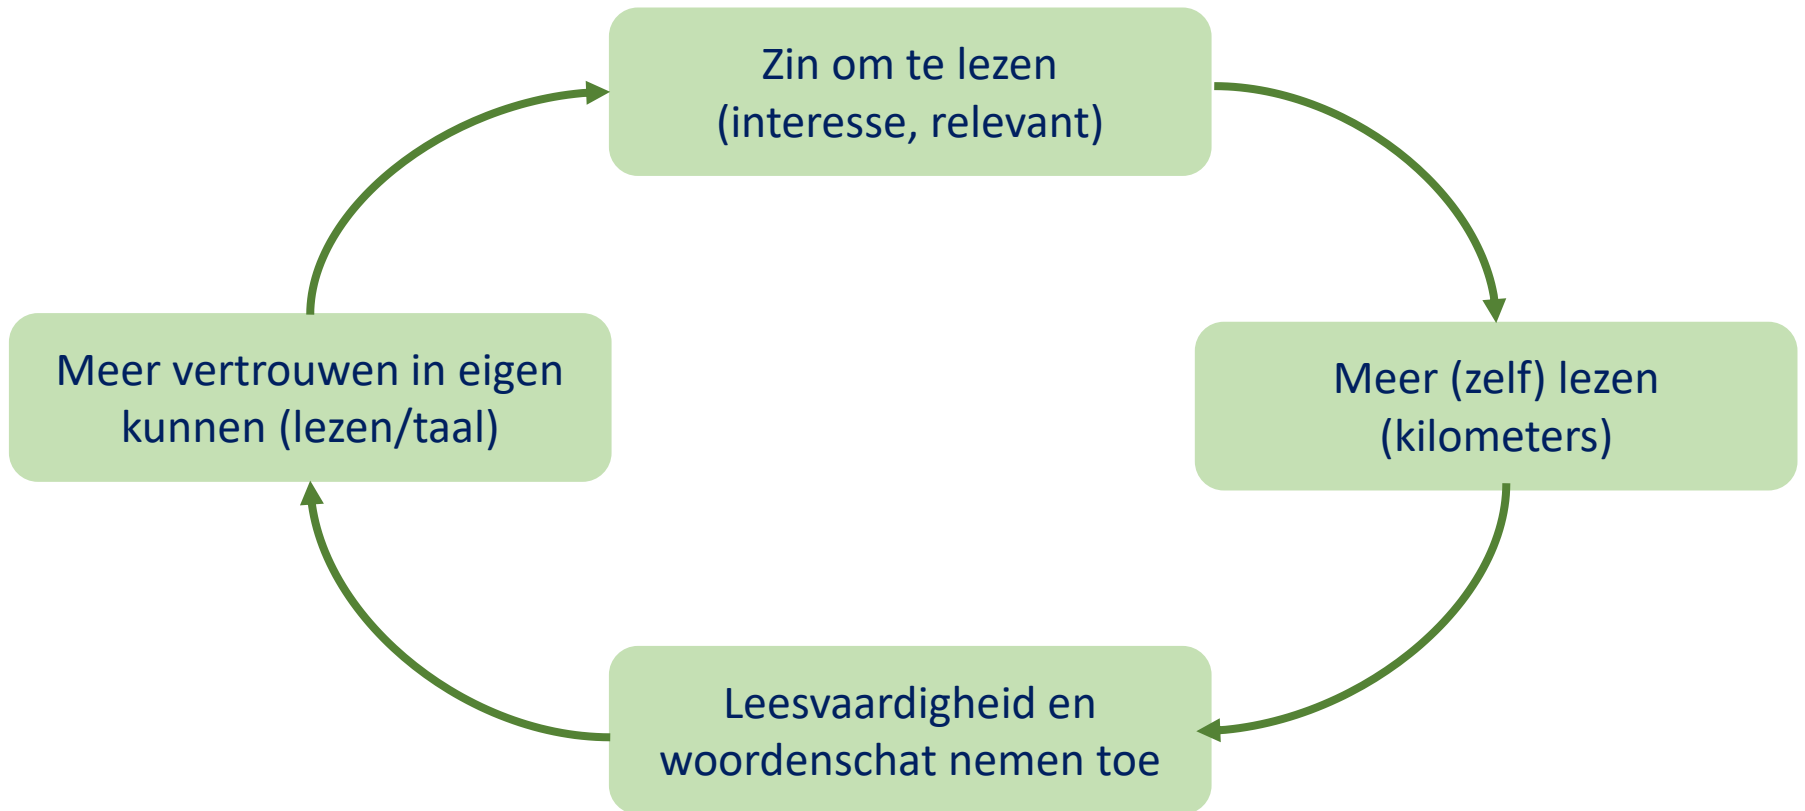 Zin om te lezen
(interesse, relevant)
Meer (zelf) lezen
(kilometers)
Leesvaardigheid en
woordenschat nemen toe
Meer vertrouwen in eigen
kunnen (lezen/taal)